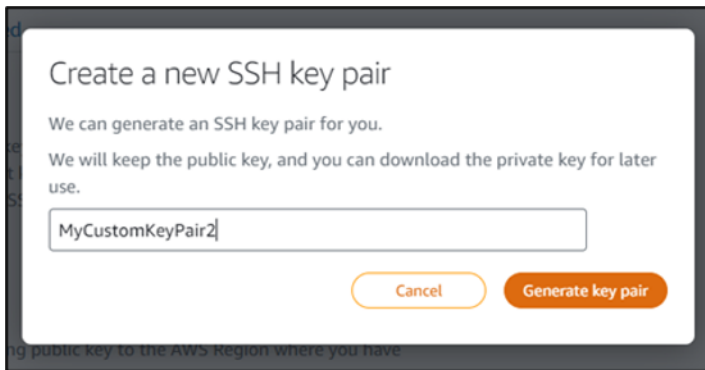 ed
Create a new SSH key pair
We can generate an SSH key pair for you.
We will keep the public key, and you can download the private key for later
use.
MyCustomKeyPair2
Cancel
Generate key pair
ng public key to the AWS Region where you have